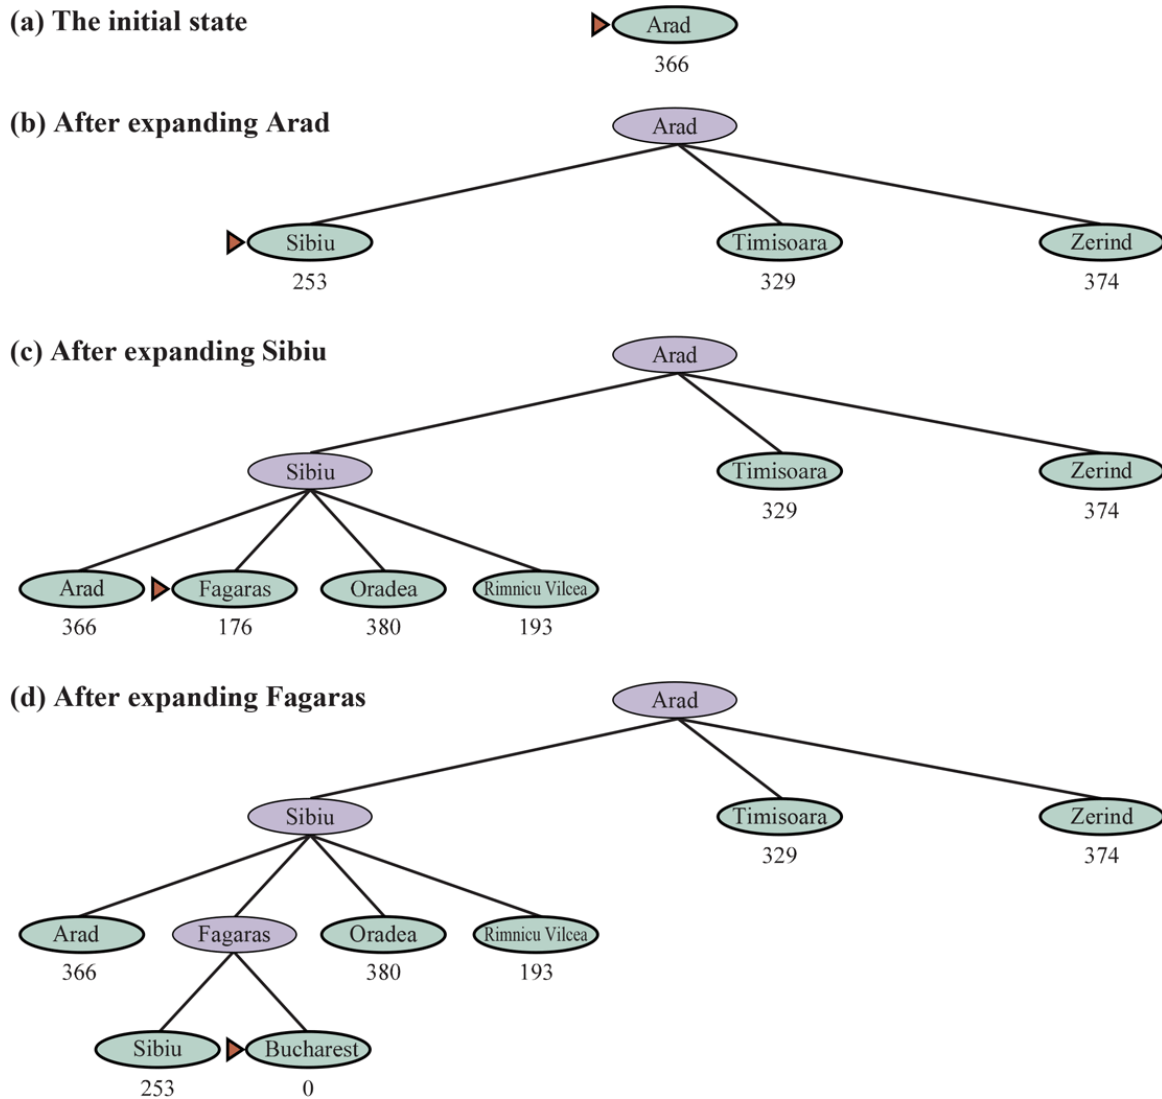 (a) The initial state
Arad
366
(b) After expanding Arad
Arad
Sibiu
Timisoara
Zerind
253
329
374
(c) After expanding Sibiu
Arad
Sibiu
Timisoara
Zerind
329
374
Arad
Fagaras
Oradea
Rimnicu Vilcea
366
176
380
193
(d) After expanding Fagaras
Arad
Sibiu
Timisoara
Zerind
329
374
Arad
Fagaras
Oradea
Rimnicu Vilcea
366
380
193
Sibiu
Bucharest
253
0